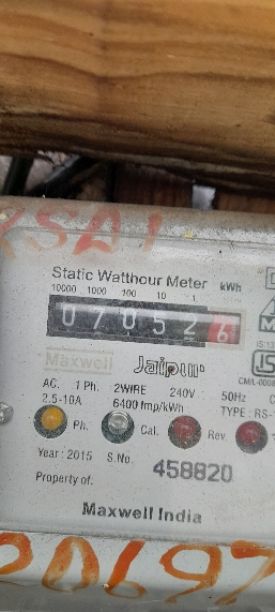 KSA1
Static Watthour Meter kWh
10000 1000 100 10 1
0 7 0 5 2 6
Maxwell Jaipur
AC. 1 Ph. 2WIRE 240V 50Hz
2.5-10A 6400 Imp/kWh TYPE : RS-
Ph. Cal. Rev.
Year : 2015 S.No. 458820
Property of.
Maxwell India